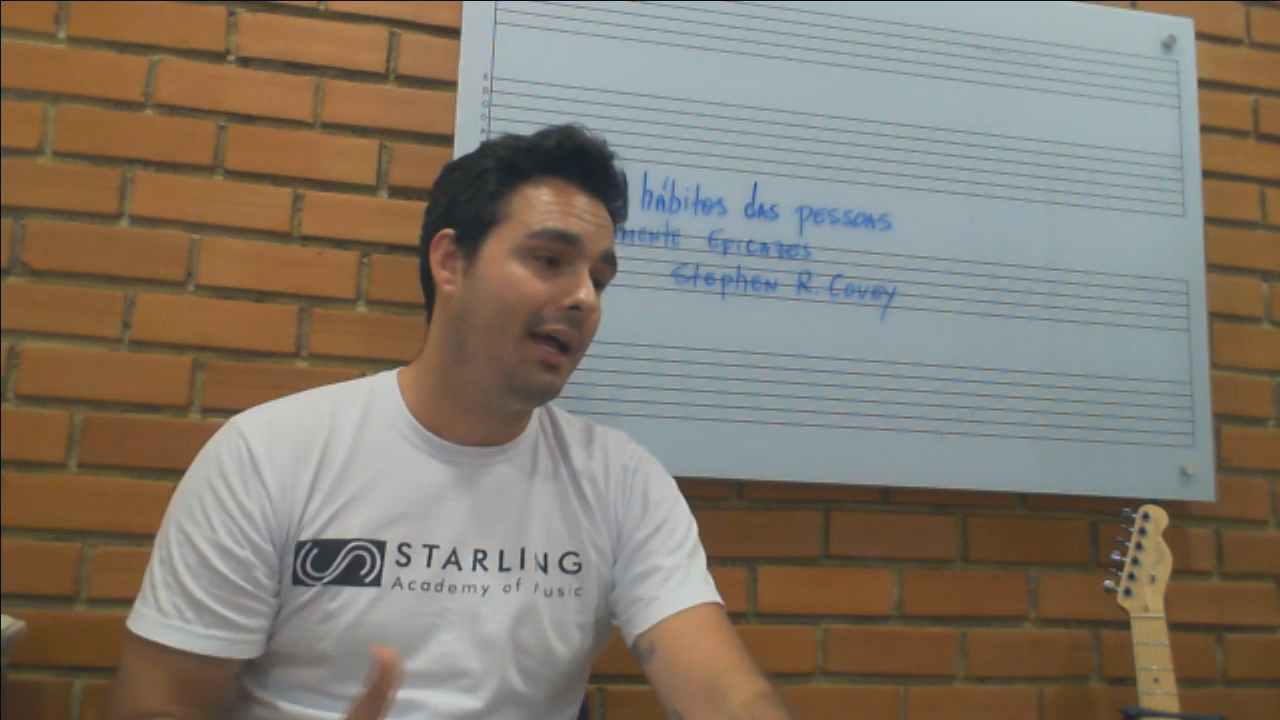 hábitos das pessoas
mente Eficazes
Stephen R. Covey
STARLING
Academy of Music